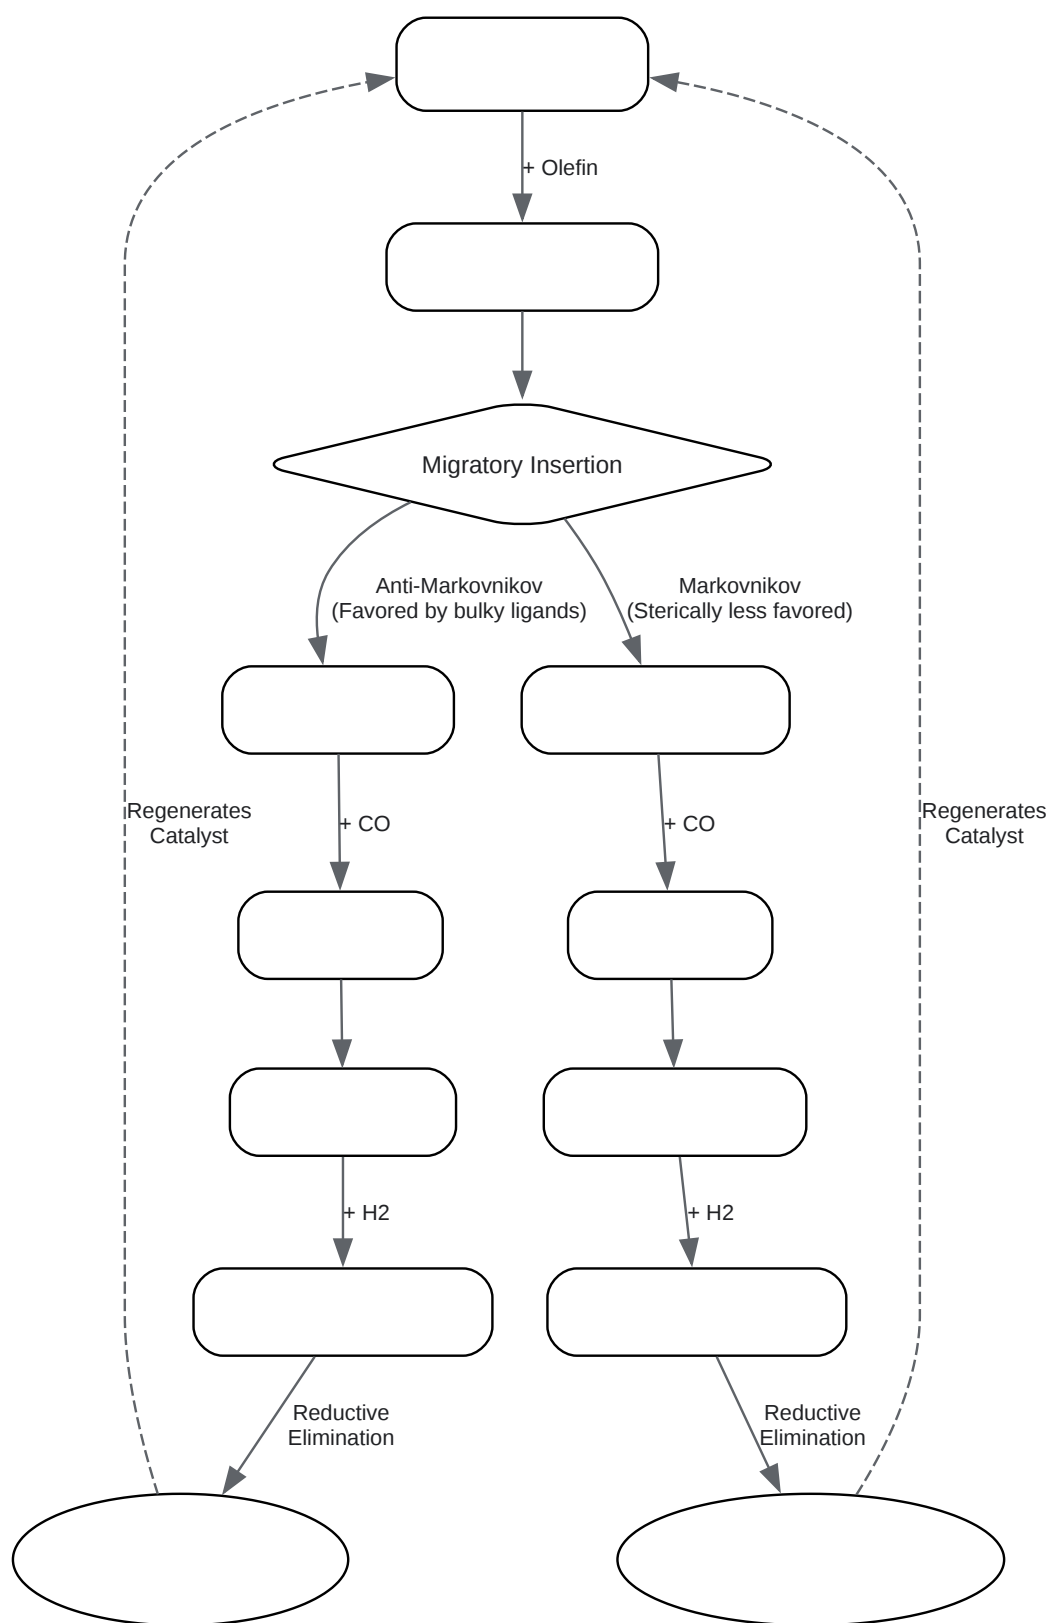 + Olefin
Migratory Insertion
Anti-Markovnikov
(Favored by bulky ligands)
Markovnikov
(Sterically less favored)
Regenerates
Catalyst
+ CO
+ CO
Regenerates
Catalyst
+ H2
+ H2
Reductive
Elimination
Reductive
Elimination